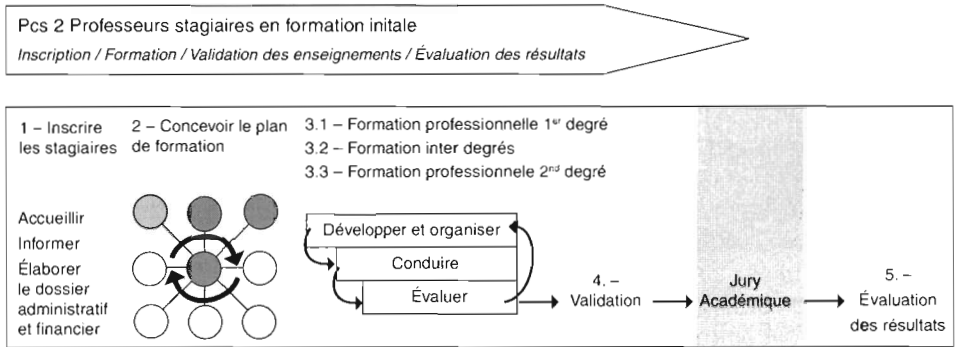 Pcs 2 Professeurs stagiaires en formation initale
Inscription / Formation / Validation des enseignements / Évaluation des résultats
1 – Inscrire
les stagiaires
2 – Concevoir le plan
de formation
3.1 – Formation professionnelle 1er degré
3.2 – Formation inter degrés
3.3 – Formation professionele 2nd degré
Accueillir
Informer
Élaborer
le dossier
administratif
et financier
Développer et organiser
Conduire
Évaluer
4. –
Validation
Jury
Académique
5. –
Évaluation
des résultats